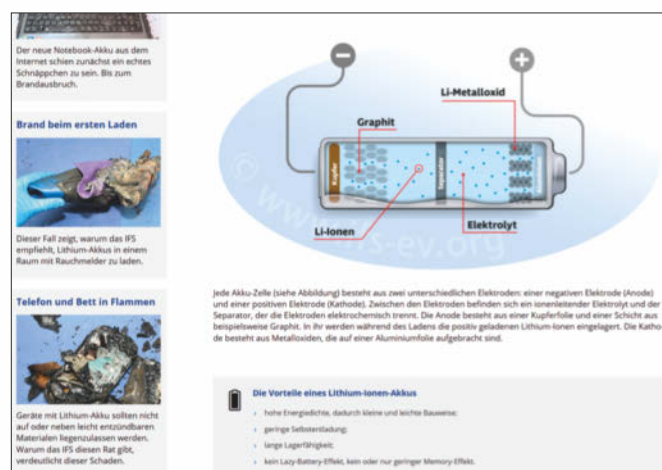 Der neue Notebook-Akku aus dem
Internet schien zunächst ein echtes
Schnäppchen zu sein. Bis zum
Brandausbruch.
Brand beim ersten Laden
Dieser Fall zeigt, warum das IFS
empfiehlt, Lithium-Akkus in einem
Raum mit Rauchmelder zu laden.
Telefon und Bett in Flammen
Geräte mit Lithium-Akku sollten nicht
auf oder neben leicht entzündbaren
Materialen liegenzulassen werden.
Warum das IFS diesen Rat gibt,
verdeutlicht dieser Schaden.
Li-Metalloxid
Graphit
Kupfer
Separator
Li-Ionen
Elektrolyt
Jede Akku-Zelle (siehe Abbildung) besteht aus zwei unterschiedlichen Elektroden: einer negativen Elektrode (Anode)
und einer positiven Elektrode (Kathode). Zwischen den Elektroden befinden sich ein ionenleitender Elektrolyt und der
Separator, der die Elektroden elektrochemisch trennt. Die Anode besteht aus einer Kupferfolie und einer Schicht aus
beispielsweise Graphit. In ihr werden während des Ladens die positiv geladenen Lithium-Ionen eingelagert. Die Katho-
de besteht aus Metalloxiden, die auf einer Aluminiumfolie aufgebracht sind.
Die Vorteile eines Lithium-Ionen-Akkus
› hohe Energiedichte, dadurch kleine und leichte Bauweise;
› geringe Selbstentladung;
› lange Lagerfähigkeit;
› kein Lazy-Battery-Effekt, kein oder nur geringer Memory-Effekt.